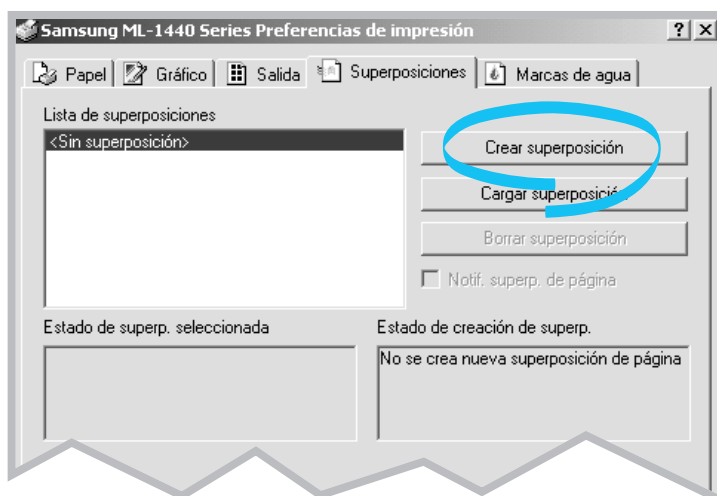 Samsung ML-1440 Series Preferencias de impresión
Papel Gráfico Salida Superposiciones Marcas de agua
Lista de superposiciones
<Sin superposición>
Crear superposición
Cargar superposición
Borrar superposición
Notif. superp. de página
Estado de superp. seleccionada
Estado de creación de superp.
No se crea nueva superposición de página